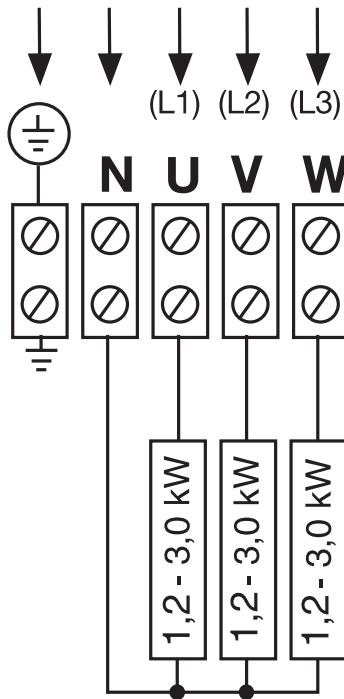 (L1) (L2) (L3)
N U V W
1,2 - 3,0 kW
1,2 - 3,0 kW
1,2 - 3,0 kW